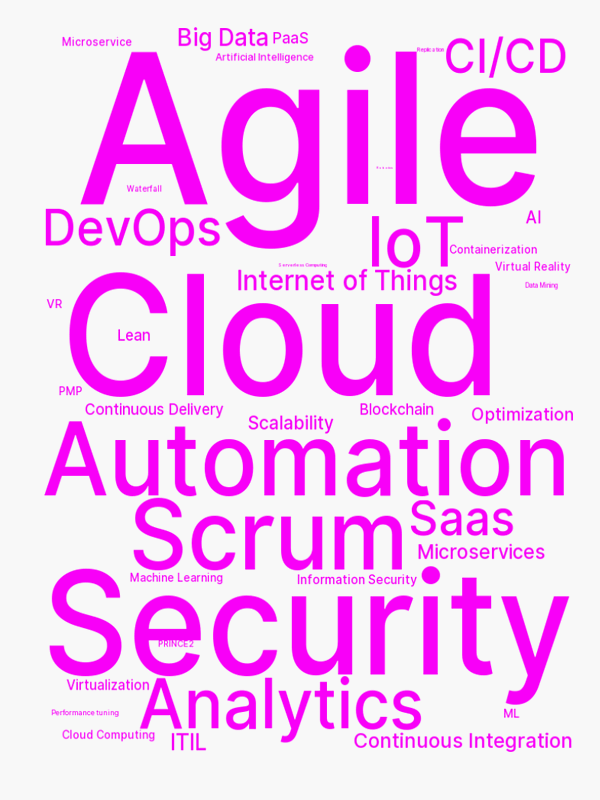 Microservice
Big Data
PaaS
Replication
CI/CD
Artificial Intelligence
Agile
Waterfall
DevOps
IoT
AI
Containerization
Serverless Computing
Virtual Reality
Internet of Things
Data Mining
VR
Cloud
Lean
PMP
Continuous Delivery
Scalability
Blockchain
Optimization
Automation
Scrum
Saas
Microservices
Machine Learning
Information Security
Security
PRINCE2
Virtualization
Analytics
Performance tuning
ML
Cloud Computing
ITIL
Continuous Integration